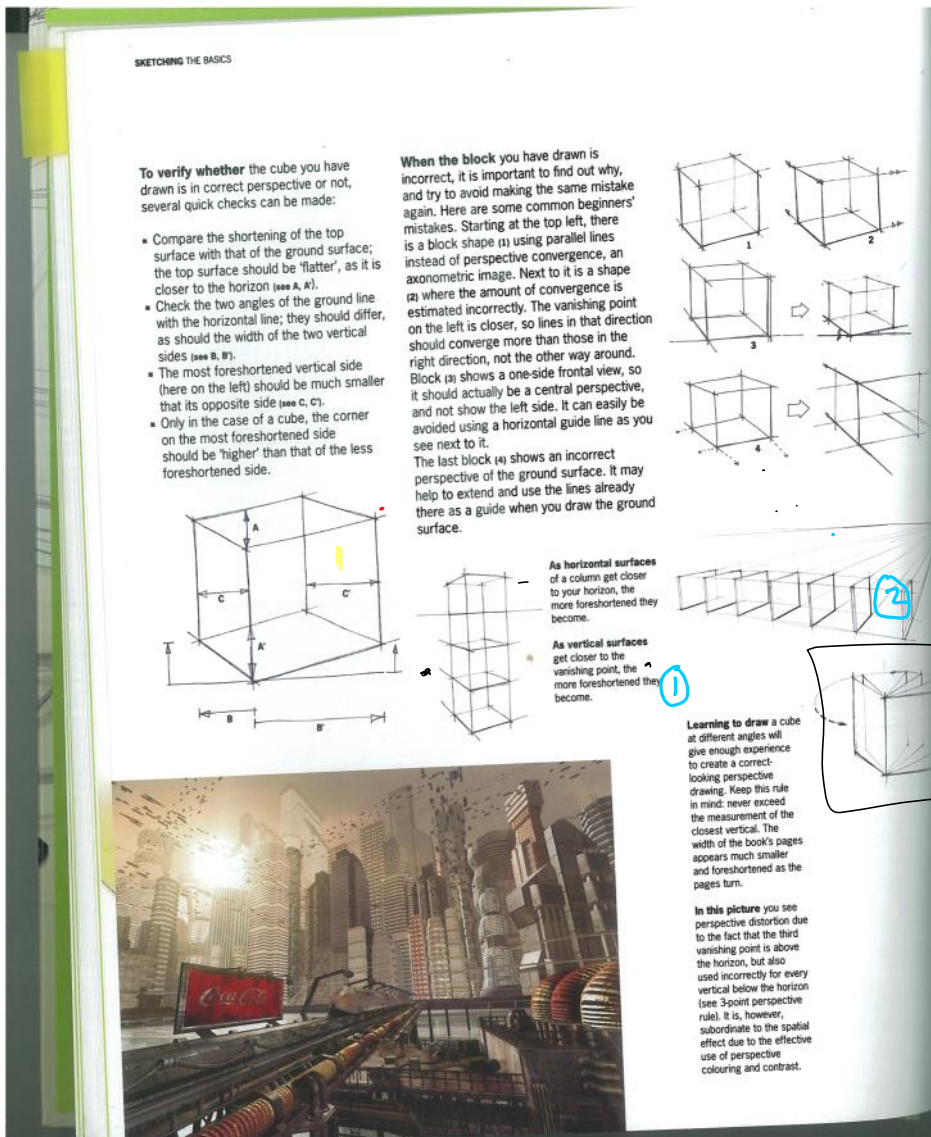 SKETCHING THE BASICS
To verify whether the cube you have
drawn is in correct perspective or not,
several quick checks can be made:
▪ Compare the shortening of the top
surface with that of the ground surface;
the top surface should be 'flatter', as it is
closer to the horizon (see A, A').
▪ Check the two angles of the ground line
with the horizontal line; they should differ,
as should the width of the two vertical
sides (see B, B').
▪ The most foreshortened vertical side
(here on the left) should be much smaller
that its opposite side (see C, C').
▪ Only in the case of a cube, the corner
on the most foreshortened side
should be 'higher' than that of the less
foreshortened side.
When the block you have drawn is
incorrect, it is important to find out why,
and try to avoid making the same mistake
again. Here are some common beginners'
mistakes. Starting at the top left, there
is a block shape (1) using parallel lines
instead of perspective convergence, an
axonometric image. Next to it is a shape
(2) where the amount of convergence is
estimated incorrectly. The vanishing point
on the left is closer, so lines in that direction
should converge more than those in the
right direction, not the other way around.
Block (3) shows a one-side frontal view, so
it should actually be a central perspective,
and not show the left side. It can easily be
avoided using a horizontal guide line as you
see next to it.
The last block (4) shows an incorrect
perspective of the ground surface. It may
help to extend and use the lines already
there as a guide when you draw the ground
surface.
1
2
3
4
A
C
C'
A'
B
B'
As horizontal surfaces
of a column get closer
to your horizon, the
more foreshortened they
become.
As vertical surfaces
get closer to the
vanishing point, the
more foreshortened they
become.
1
2
Learning to draw a cube
at different angles will
give enough experience
to create a correct-
looking perspective
drawing. Keep this rule
in mind: never exceed
the measurement of the
closest vertical. The
width of the book's pages
appears much smaller
and foreshortened as the
pages turn.
In this picture you see
perspective distortion due
to the fact that the third
vanishing point is above
the horizon, but also
used incorrectly for every
vertical below the horizon
(see 3-point perspective
rule). It is, however,
subordinate to the spatial
effect due to the effective
use of perspective
colouring and contrast.
Coca-Cola